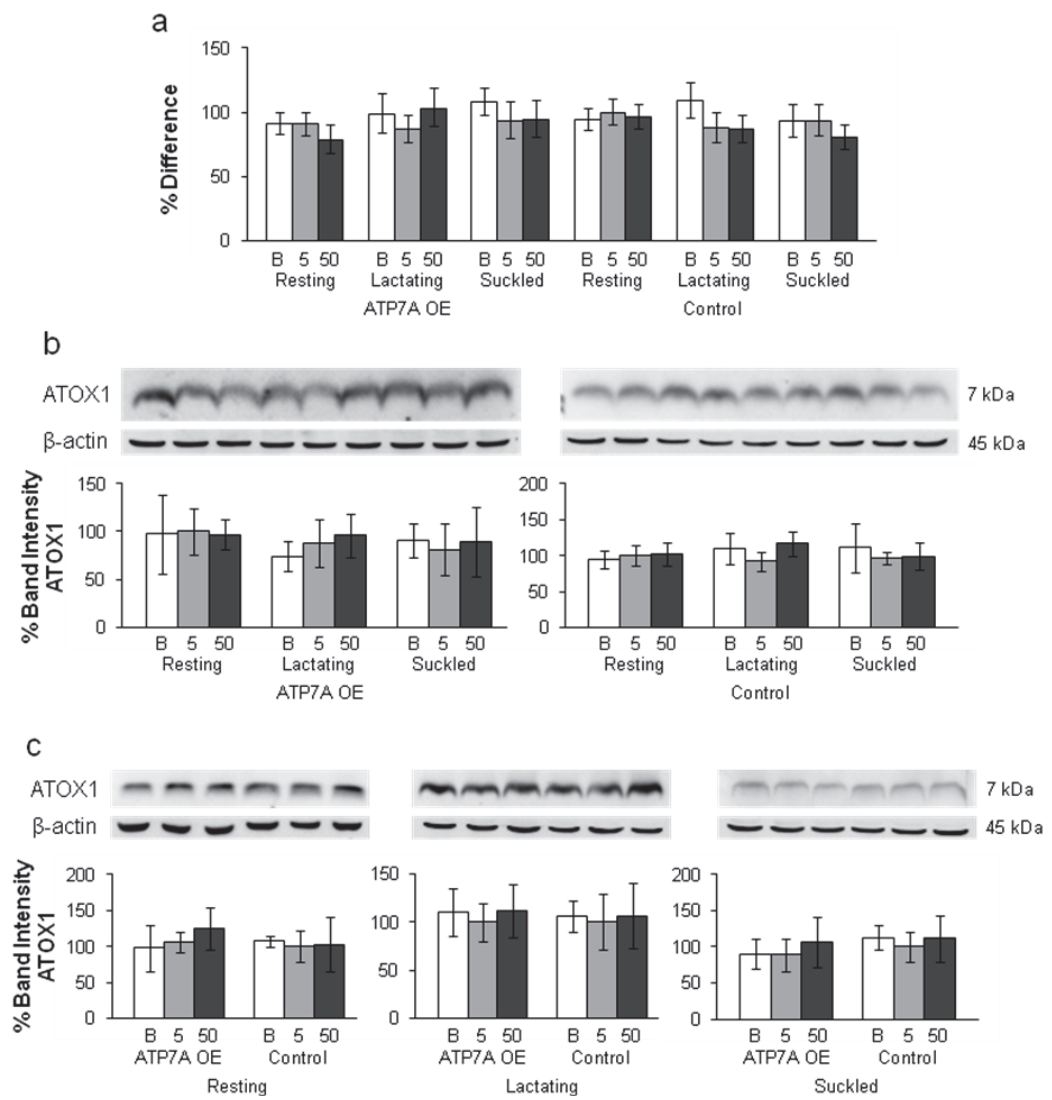 a
% Difference
150
100
50
0
B 5 50 B 5 50 B 5 50 B 5 50 B 5 50 B 5 50
Resting Lactating Suckled Resting Lactating Suckled
ATP7A OE Control
b
ATOX1 7 kDa
β-actin 45 kDa
% Band Intensity
ATOX1
150 200
100 150
50 100
0 50
0
B 5 50 B 5 50 B 5 50 B 5 50 B 5 50 B 5 50
Resting Lactating Suckled Resting Lactating Suckled
ATP7A OE Control
c
ATOX1 7 kDa
β-actin 45 kDa
% Band Intensity
ATOX1
200 150 200
150 100 150
100 50 100
50 0 50
0 0
B 5 50 B 5 50 B 5 50 B 5 50 B 5 50 B 5 50
ATP7A OE Control ATP7A OE Control ATP7A OE Control
Resting Lactating Suckled